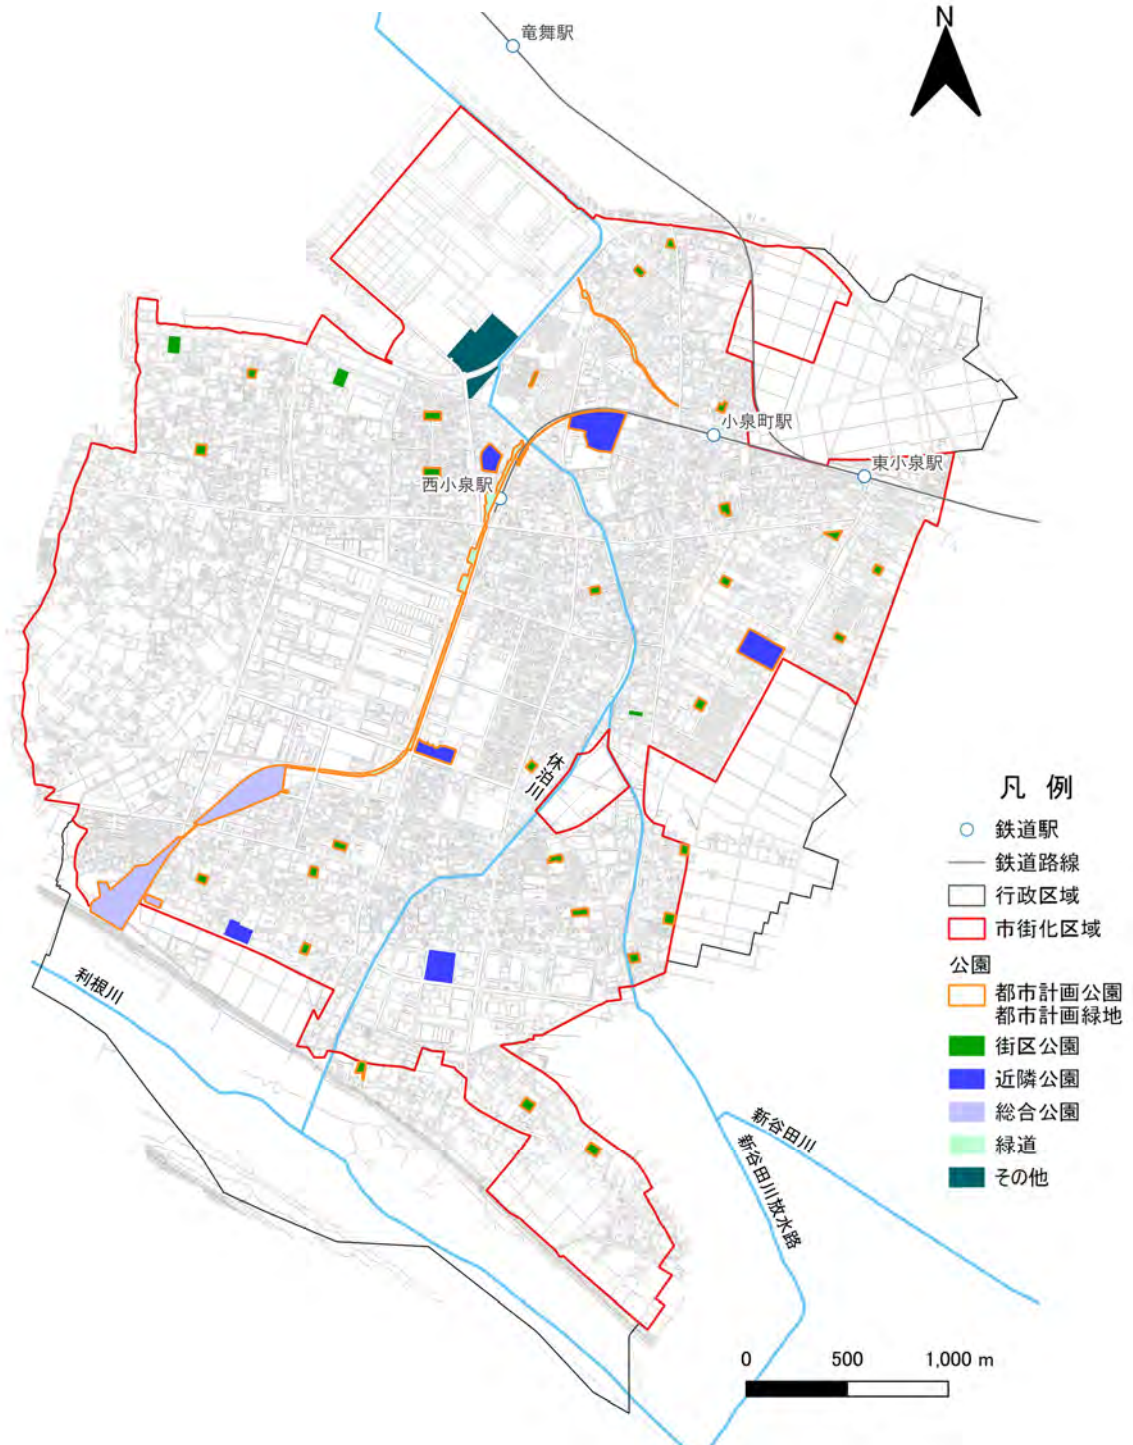 N
竜舞駅
小泉町駅
東小泉駅
西小泉駅
休泊川
利根川
新谷田川
新谷田川放水路
凡 例
鉄道駅
鉄道路線
行政区域
市街化区域
公園
都市計画公園
都市計画緑地
街区公園
近隣公園
総合公園
緑道
その他
0 500 1,000 m